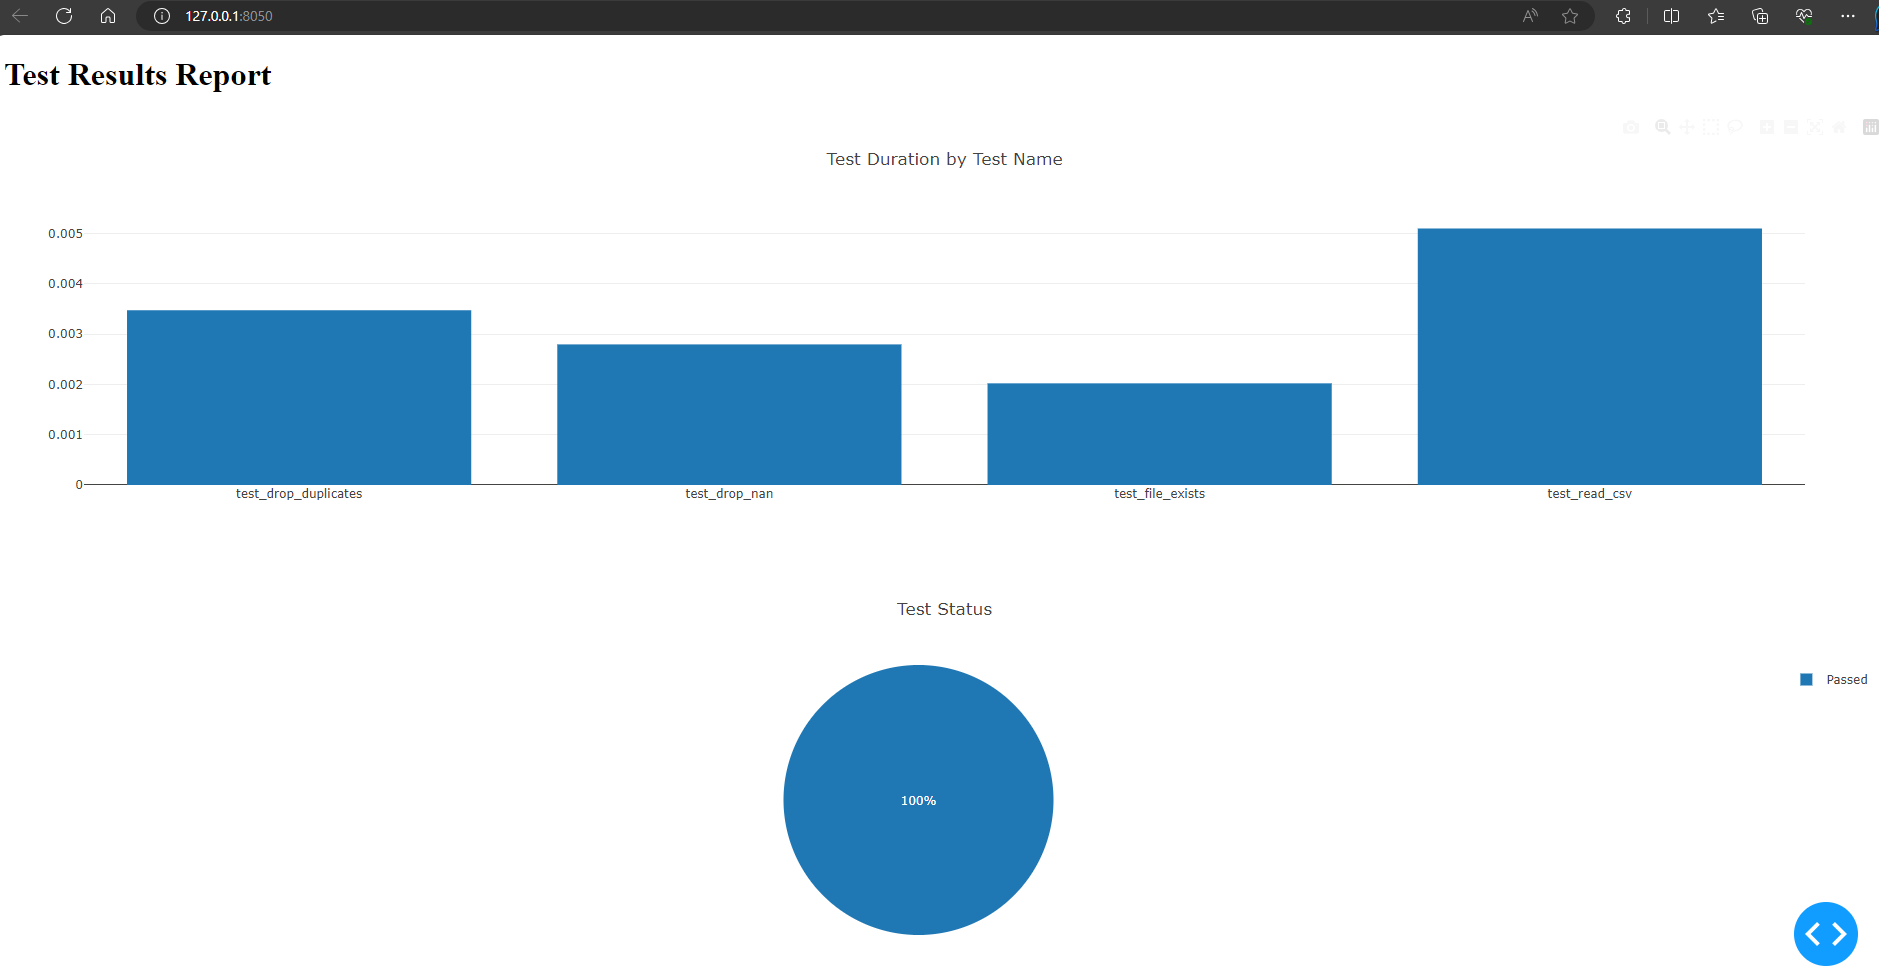 127.0.0.1:8050
Test Results Report
Test Duration by Test Name
0.005
0.004
0.003
0.002
0.001
0
test_drop_duplicates
test_drop_nan
test_file_exists
test_read_csv
Test Status
Passed
100%